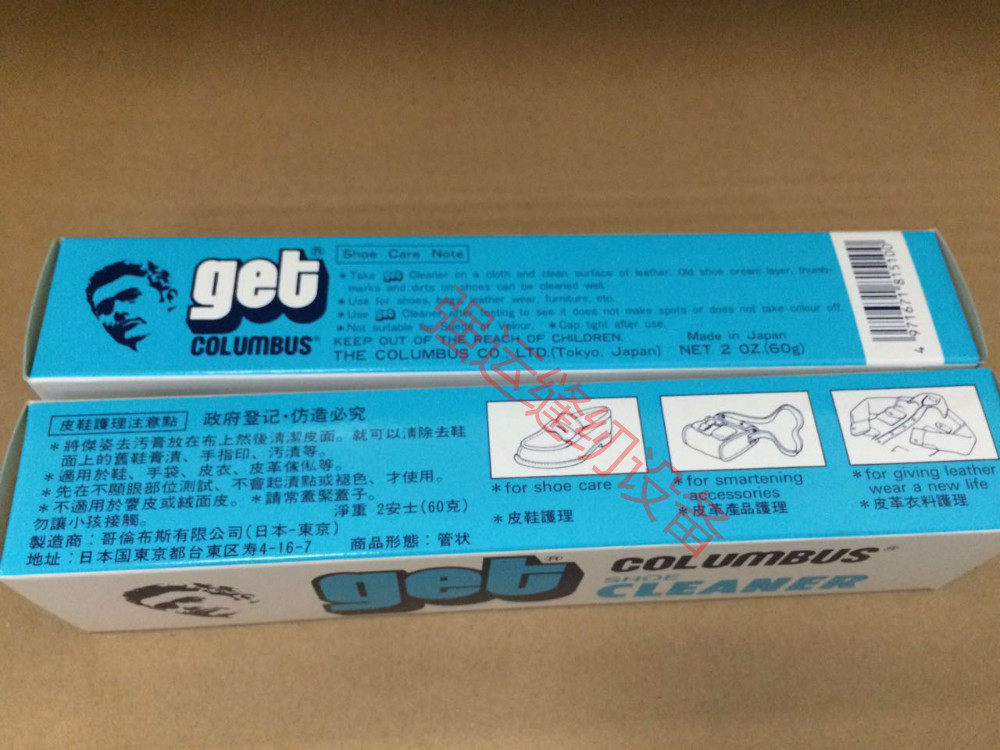 get®
COLUMBUS®
Shoe Care Note
*Take get Cleaner on a cloth and clean surface of leather. Old shoe cream layer, thumb-
marks and dirts on shoes can be cleaned well.
*Use for shoes, leather wear, furniture, etc.
*Use get Cleaner after testing to see it does not make spots or does not take colour off.
*Not suitable Velour. *Cap tight after use.
KEEP OUT OF THE REACH OF CHILDREN.
Made in Japan
THE COLUMBUS CO., LTD.(Tokyo, Japan) NET 2 OZ.(60g)
4971671815100
强运缝纫设备
皮鞋護理注意點 政府登记·仿造必究
*將傑姿去污膏放在布上然後清潔皮面。就可以清除去鞋
面上的舊鞋膏漬、手指印、汚漬等。
*適用於鞋、手袋、皮衣、皮革傢俬等。
*先在不顯眼部位測試、不會起漬點或褪色、才使用。
*不適用於麖皮或絨面皮。*請常蓋緊蓋子。
勿讓小孩接觸。 淨重 2安士(60克)
製造商：哥倫布斯有限公司(日本-東京)
地址：日本国東京都台東区寿4-16-7 商品形態：管状
*for shoe care
*皮鞋護理
*for smartening
accessories
*皮革產品護理
*for giving leather
wear a new life
*皮革衣料護理
get® COLUMBUS®
SHOE
CLEANER